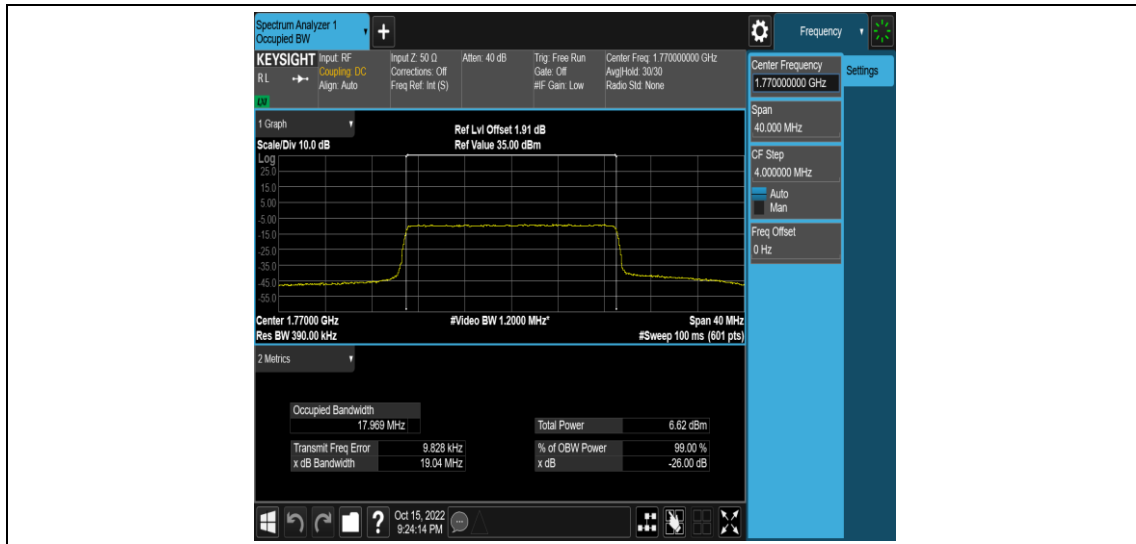 Spectrum Analyzer 1
Occupied BW
+
Frequency
KEYSIGHT Input: RF Input Z: 50 Ω Atten: 40 dB Trig: Free Run Center Freq: 1.770000000 GHz
RL Coupling: DC Corrections: Off Gate: Off Avg|Hold: 30/30
Align: Auto Freq Ref: Int (S) #IF Gain: Low Radio Std: None
Center Frequency
1.770000000 GHz
Settings
Span
40.000 MHz
CF Step
4.000000 MHz
Auto
Man
Freq Offset
0 Hz
1 Graph
Ref Lvl Offset 1.91 dB
Scale/Div 10.0 dB Ref Value 35.00 dBm
Log
25.0
15.0
5.00
-5.00
-15.0
-25.0
-35.0
-45.0
-55.0
Center 1.77000 GHz #Video BW 1.2000 MHz* Span 40 MHz
Res BW 390.00 kHz #Sweep 100 ms (601 pts)
2 Metrics
Occupied Bandwidth
17.969 MHz
Total Power 6.62 dBm
Transmit Freq Error 9.828 kHz % of OBW Power 99.00 %
x dB Bandwidth 19.04 MHz x dB -26.00 dB
?
Oct 15, 2022
9:24:14 PM